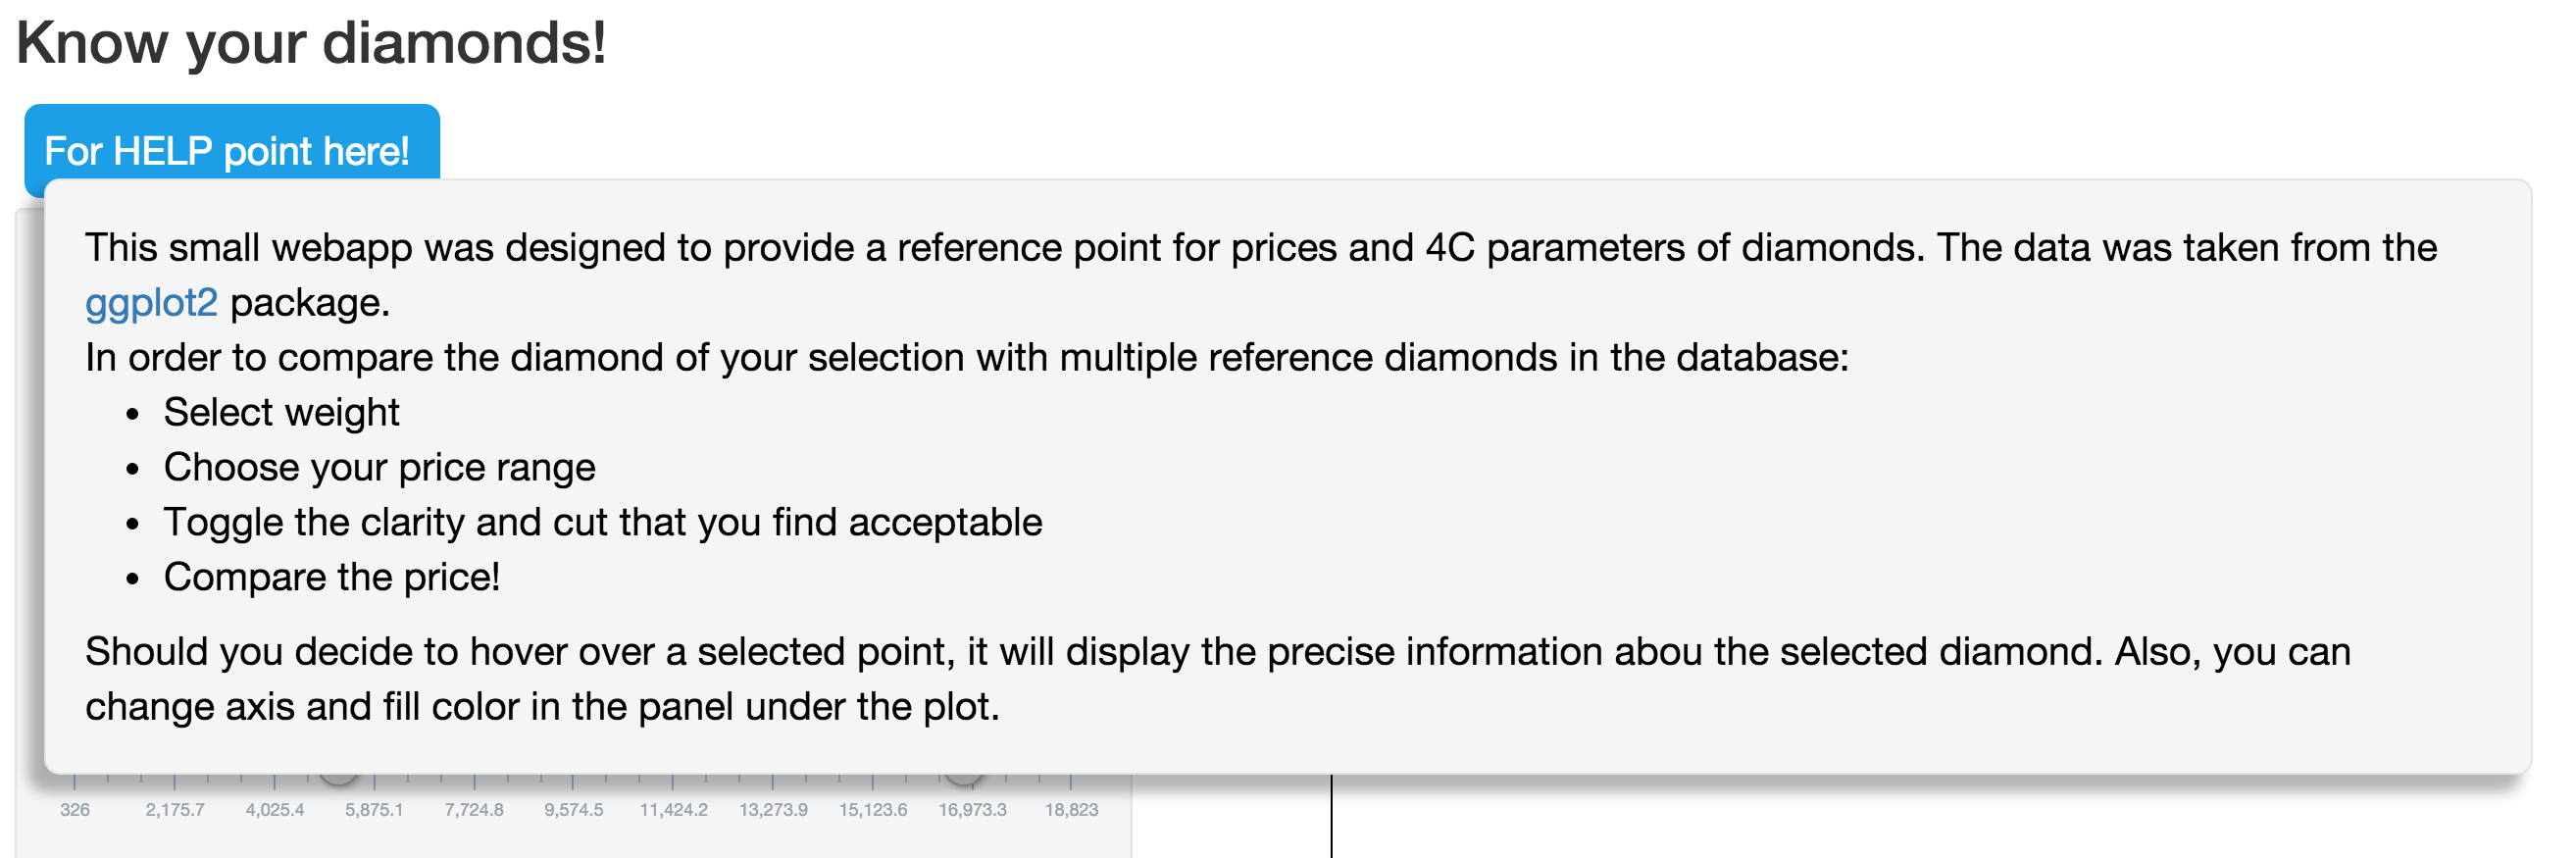 Know your diamonds!
For HELP point here!
This small webapp was designed to provide a reference point for prices and 4C parameters of diamonds. The data was taken from the
ggplot2 package.
In order to compare the diamond of your selection with multiple reference diamonds in the database:
• Select weight
• Choose your price range
• Toggle the clarity and cut that you find acceptable
• Compare the price!
Should you decide to hover over a selected point, it will display the precise information abou the selected diamond. Also, you can
change axis and fill color in the panel under the plot.
326 2,175.7 4,025.4 5,875.1 7,724.8 9,574.5 11,424.2 13,273.9 15,123.6 16,973.3 18,823